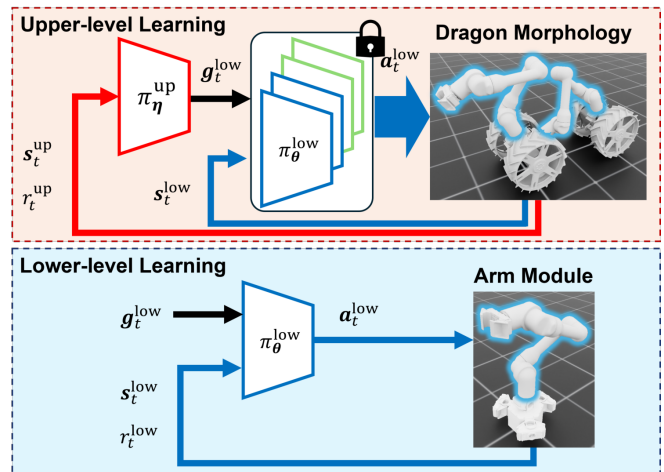 Upper-level Learning
Dragon Morphology
π_η^up
g_t^low
a_t^low
π_θ^low
s_t^up
r_t^up
s_t^low
Lower-level Learning
Arm Module
g_t^low
π_θ^low
a_t^low
s_t^low
r_t^low